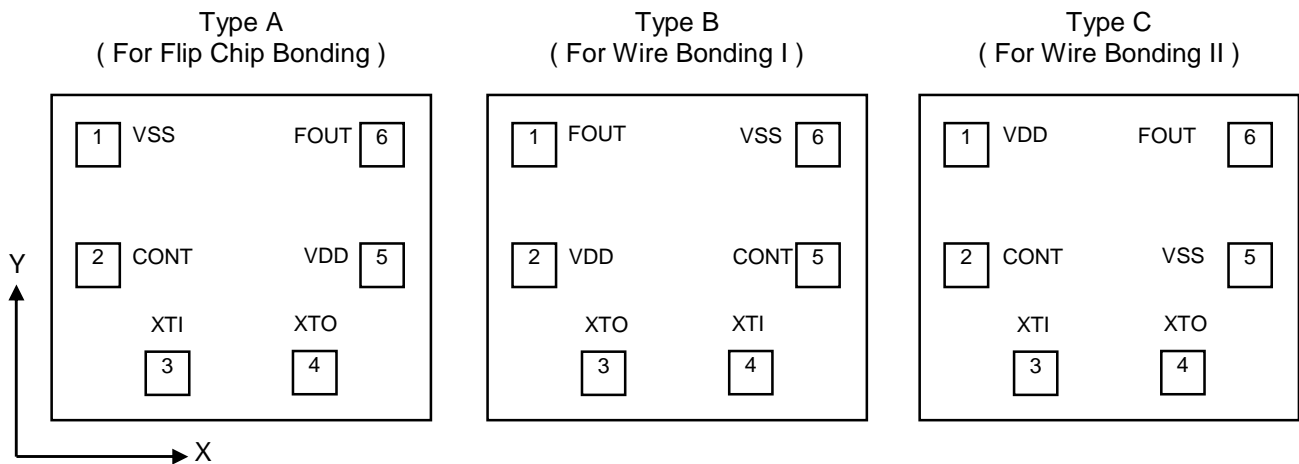 Type A
( For Flip Chip Bonding )
1 VSS FOUT 6
2 CONT VDD 5
XTI XTO
3 4
Type B
( For Wire Bonding I )
1 FOUT VSS 6
2 VDD CONT 5
XTO XTI
3 4
Type C
( For Wire Bonding II )
1 VDD FOUT 6
2 CONT VSS 5
XTI XTO
3 4
Y
X